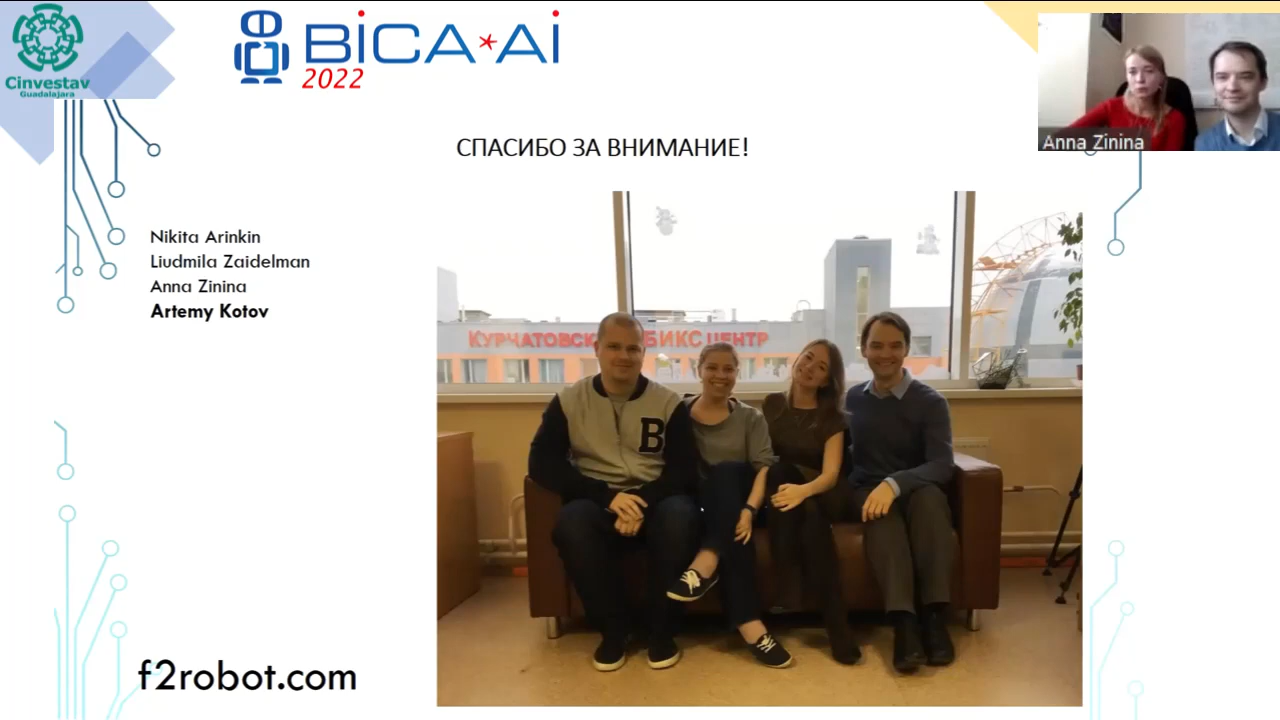 Cinvestav
Guadalajara
BiCA*Ai
2022
Anna Zinina
СПАСИБО ЗА ВНИМАНИЕ!
Nikita Arinkin
Liudmila Zaidelman
Anna Zinina
Artemy Kotov
КУРЧАТОВСК БИКС ЦЕНТР
B
f2robot.com